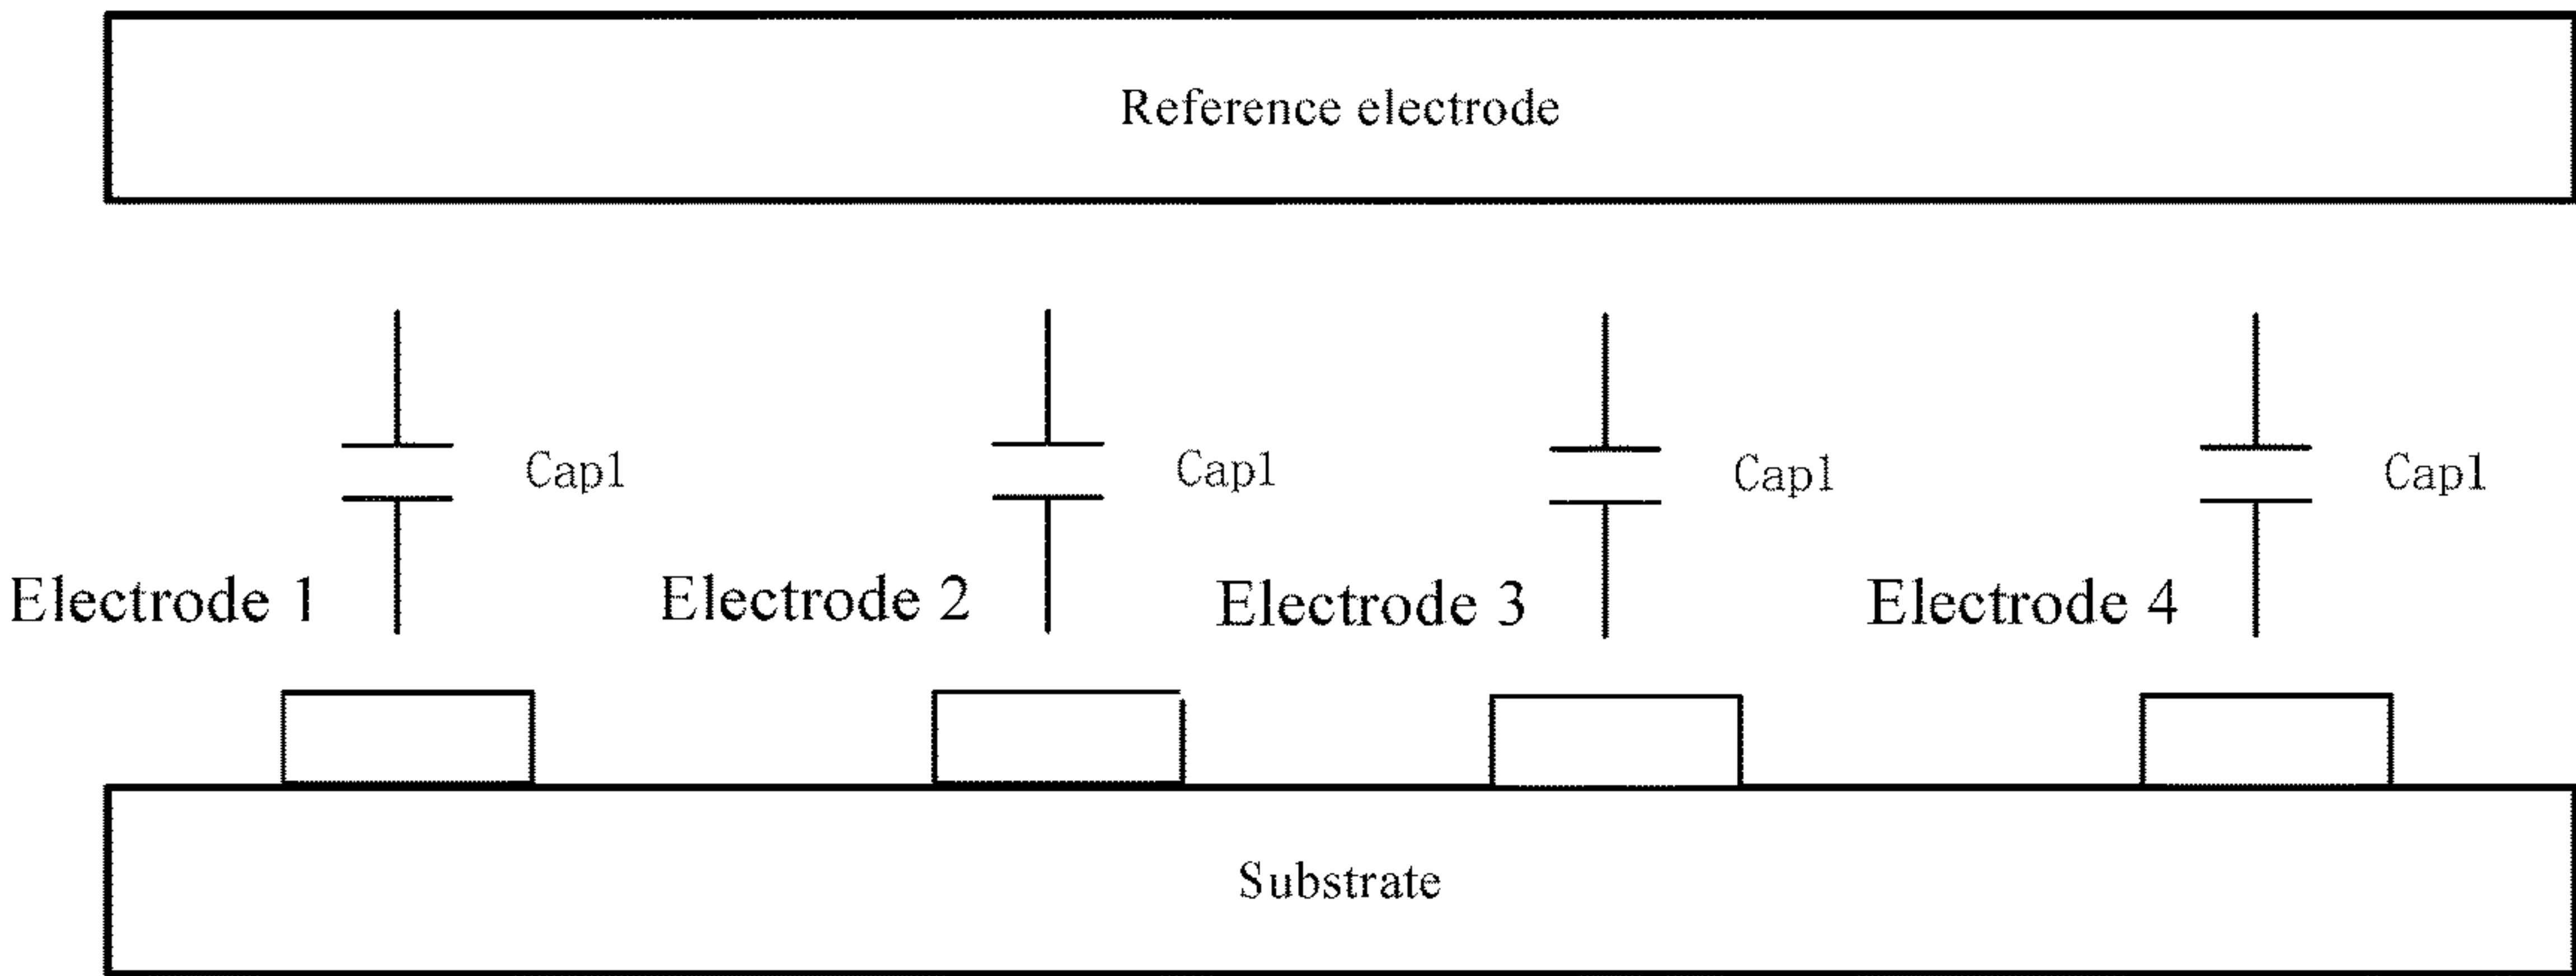 Reference electrode
Cap1
Cap1
Cap1
Cap1
Electrode 1
Electrode 2
Electrode 3
Electrode 4
Substrate